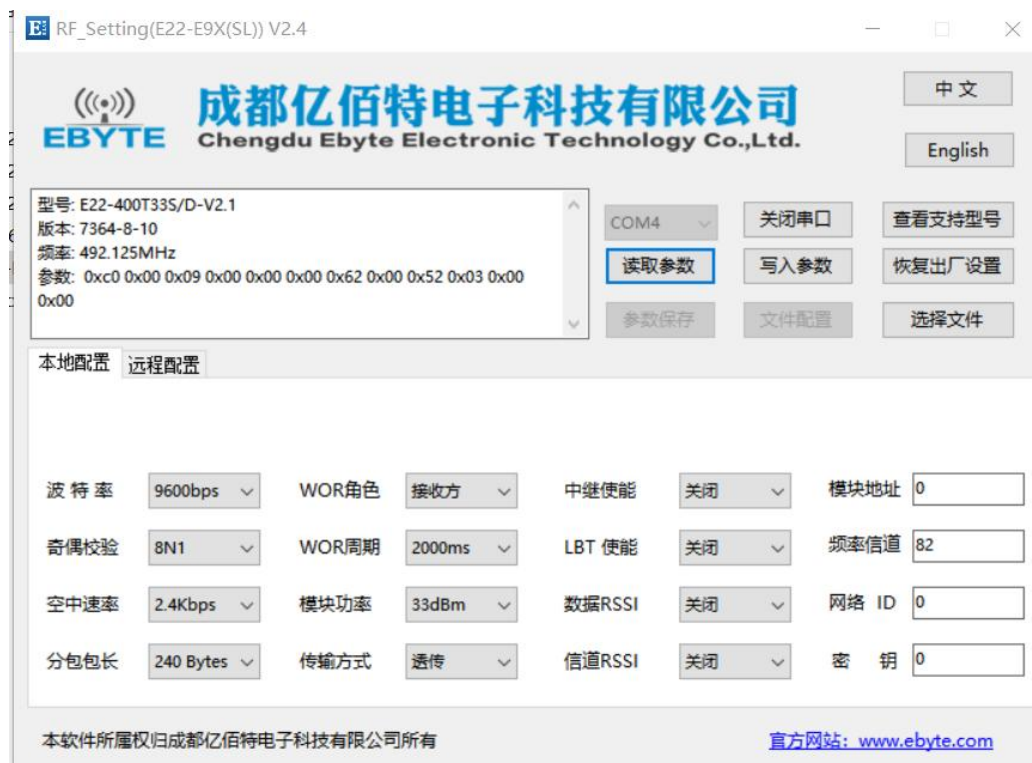 RF_Setting(E22-E9X(SL)) V2.4
EBYTE
成都亿佰特电子科技有限公司
Chengdu Ebyte Electronic Technology Co.,Ltd.
中 文
English
型号: E22-400T33S/D-V2.1
版本: 7364-8-10
频率: 492.125MHz
参数: 0xc0 0x00 0x09 0x00 0x00 0x00 0x62 0x00 0x52 0x03 0x00
0x00
COM4 关闭串口 查看支持型号
读取参数 写入参数 恢复出厂设置
参数保存 文件配置 选择文件
本地配置 远程配置
波 特 率 9600bps WOR角色 接收方 中继使能 关闭 模块地址 0
奇偶校验 8N1 WOR周期 2000ms LBT 使能 关闭 频率信道 82
空中速率 2.4Kbps 模块功率 33dBm 数据RSSI 关闭 网络 ID 0
分包包长 240 Bytes 传输方式 透传 信道RSSI 关闭 密 钥 0
本软件所属权归成都亿佰特电子科技有限公司所有 官方网站: www.ebyte.com